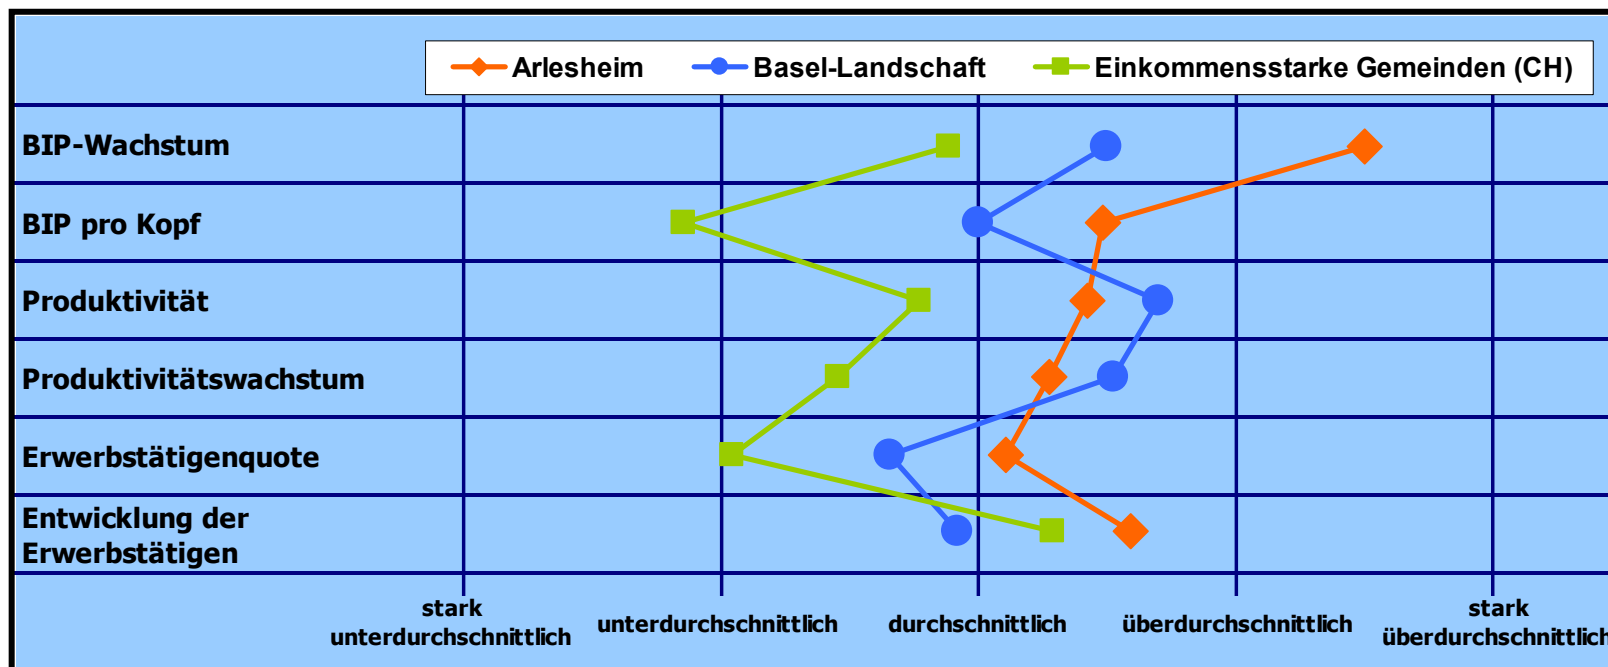 Arlesheim Basel-Landschaft Einkommensstarke Gemeinden (CH)
BIP-Wachstum
BIP pro Kopf
Produktivität
Produktivitätswachstum
Erwerbstätigenquote
Entwicklung der
Erwerbstätigen
stark
unterdurchschnittlich
unterdurchschnittlich
durchschnittlich
überdurchschnittlich
stark
überdurchschnittlich